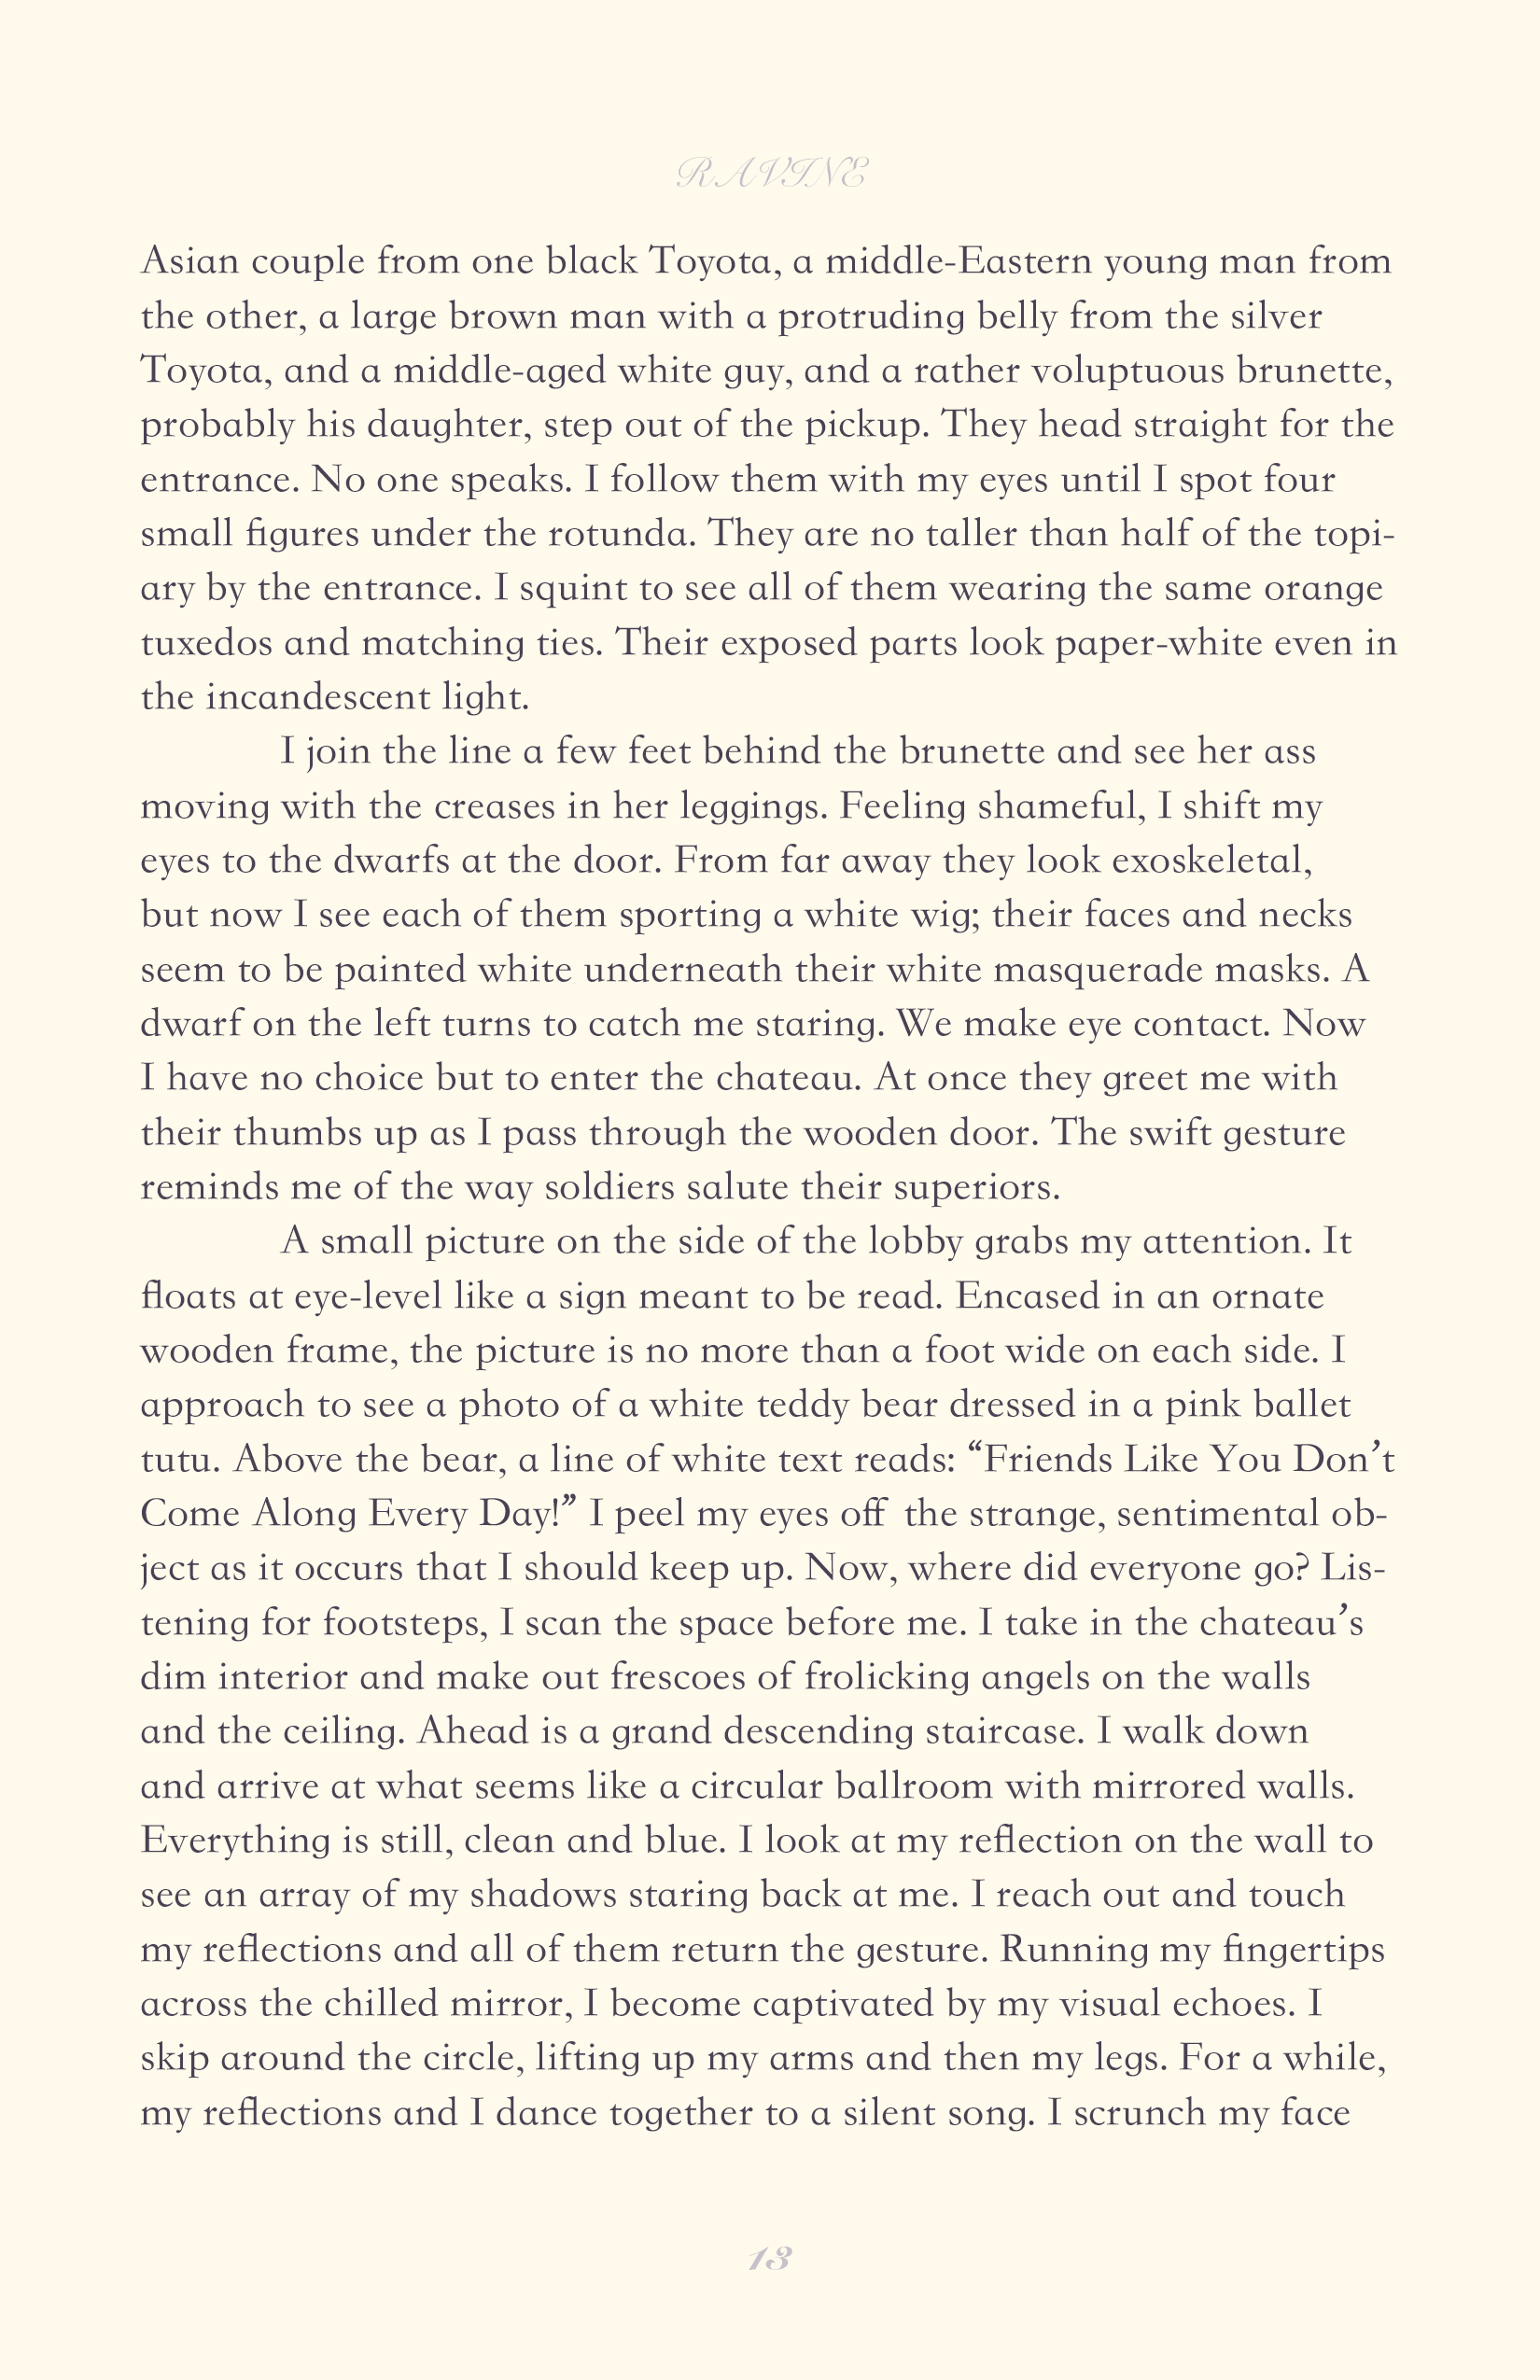 RAVINE
Asian couple from one black Toyota, a middle-Eastern young man from
the other, a large brown man with a protruding belly from the silver
Toyota, and a middle-aged white guy, and a rather voluptuous brunette,
probably his daughter, step out of the pickup. They head straight for the
entrance. No one speaks. I follow them with my eyes until I spot four
small figures under the rotunda. They are no taller than half of the topi-
ary by the entrance. I squint to see all of them wearing the same orange
tuxedos and matching ties. Their exposed parts look paper-white even in
the incandescent light.
I join the line a few feet behind the brunette and see her ass
moving with the creases in her leggings. Feeling shameful, I shift my
eyes to the dwarfs at the door. From far away they look exoskeletal,
but now I see each of them sporting a white wig; their faces and necks
seem to be painted white underneath their white masquerade masks. A
dwarf on the left turns to catch me staring. We make eye contact. Now
I have no choice but to enter the chateau. At once they greet me with
their thumbs up as I pass through the wooden door. The swift gesture
reminds me of the way soldiers salute their superiors.
A small picture on the side of the lobby grabs my attention. It
floats at eye-level like a sign meant to be read. Encased in an ornate
wooden frame, the picture is no more than a foot wide on each side. I
approach to see a photo of a white teddy bear dressed in a pink ballet
tutu. Above the bear, a line of white text reads: “Friends Like You Don’t
Come Along Every Day!” I peel my eyes off the strange, sentimental ob-
ject as it occurs that I should keep up. Now, where did everyone go? Lis-
tening for footsteps, I scan the space before me. I take in the chateau’s
dim interior and make out frescoes of frolicking angels on the walls
and the ceiling. Ahead is a grand descending staircase. I walk down
and arrive at what seems like a circular ballroom with mirrored walls.
Everything is still, clean and blue. I look at my reflection on the wall to
see an array of my shadows staring back at me. I reach out and touch
my reflections and all of them return the gesture. Running my fingertips
across the chilled mirror, I become captivated by my visual echoes. I
skip around the circle, lifting up my arms and then my legs. For a while,
my reflections and I dance together to a silent song. I scrunch my face
13